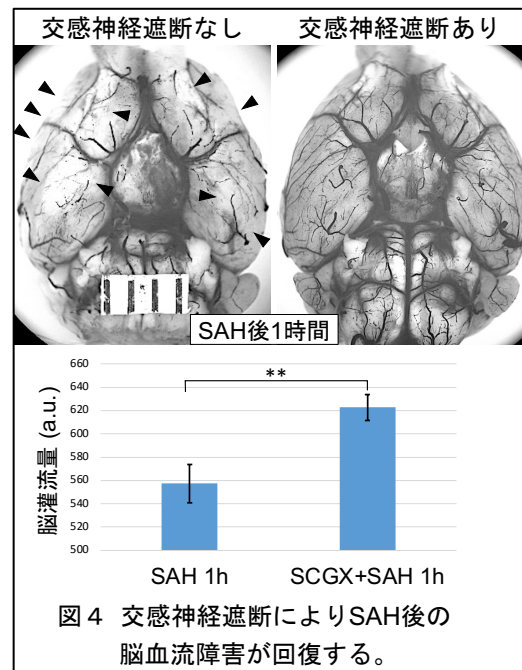 交感神経遮断なし 交感神経遮断あり
SAH後1時間
脳灌流量 (a.u.)
660
640
620
600
580
560
540
520
500
**
SAH 1h SCGX+SAH 1h
図４ 交感神経遮断によりSAH後の
脳血流障害が回復する。